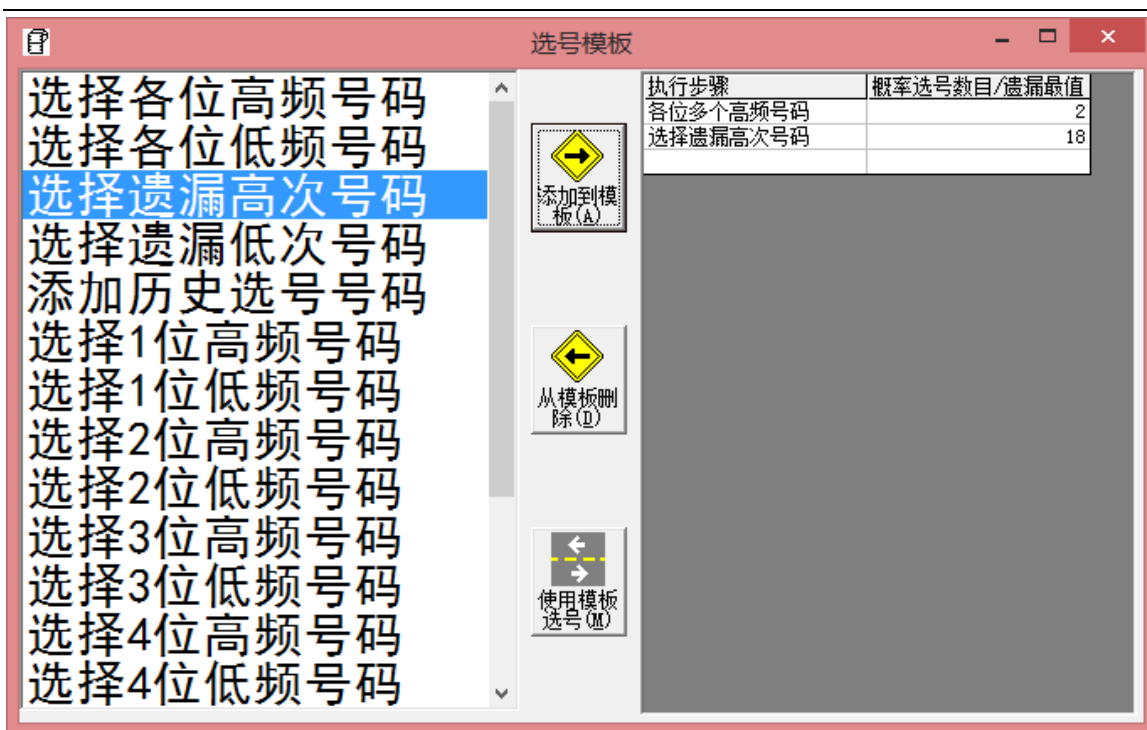 选号模板
选择各位高频号码
选择各位低频号码
选择遗漏高次号码
选择遗漏低次号码
添加历史选号号码
选择1位高频号码
选择1位低频号码
选择2位高频号码
选择2位低频号码
选择3位高频号码
选择3位低频号码
选择4位高频号码
选择4位低频号码
添加到模
板(A)
从模板删
除(D)
使用模板
选号(M)
执行步骤 概率选号数目/遗漏最值
各位多个高频号码 2
选择遗漏高次号码 18